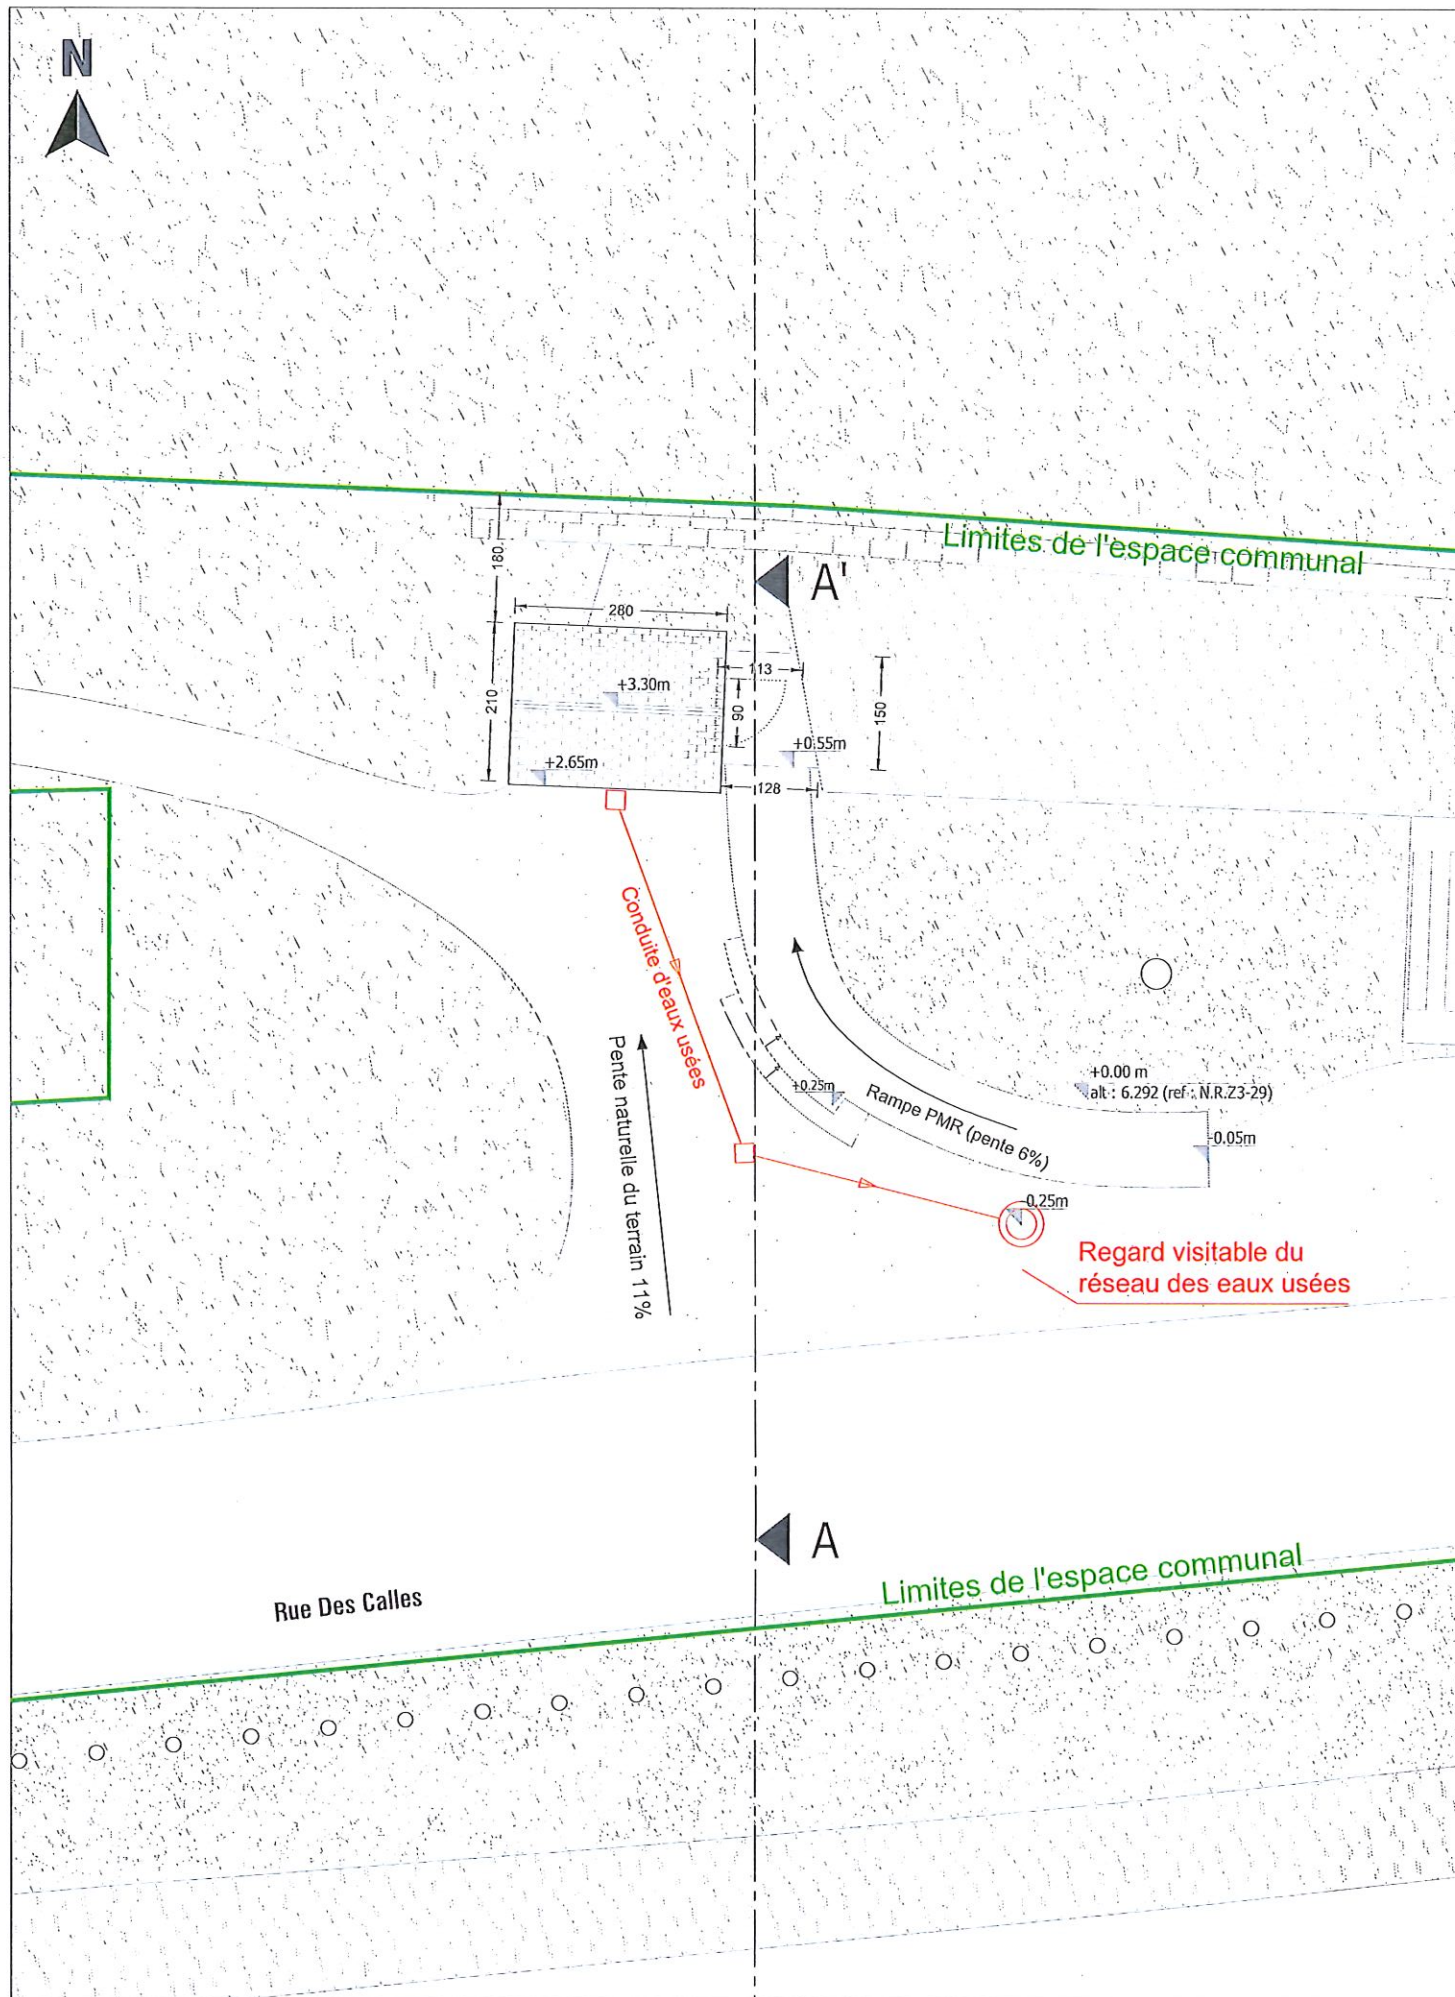 N
Limites de l'espace communal
A'
180
280
113
+3.30m
210
90
150
+0.55m
+2.65m
128
Conduite d'eaux usées
Pente naturelle du terrain 11%
+0.25m
Rampe PMR (pente 6%)
+0.00 m
alt : 6.292 (ref : N.R.Z3-29)
-0.05m
-0.25m
Regard visitable du
réseau des eaux usées
A
Limites de l'espace communal
Rue Des Calles